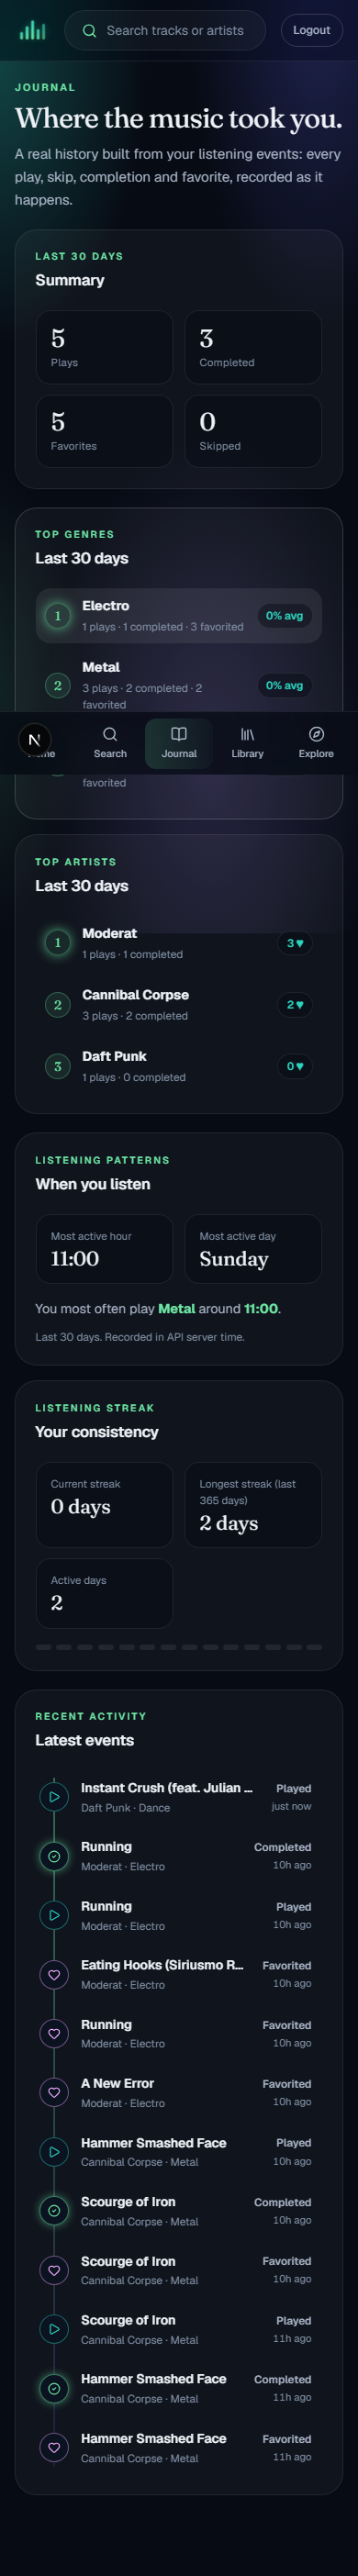 Search tracks or artists
Logout
JOURNAL
Where the music took you.
A real history built from your listening events: every
play, skip, completion and favorite, recorded as it
happens.
LAST 30 DAYS
Summary
5
Plays
3
Completed
5
Favorites
0
Skipped
TOP GENRES
Last 30 days
1
Electro
1 plays · 1 completed · 3 favorited
0% avg
2
Metal
3 plays · 2 completed · 2
favorited
0% avg
N
Search
Journal
Library
Explore
favorited
TOP ARTISTS
Last 30 days
1
Moderat
1 plays · 1 completed
3 ♥
2
Cannibal Corpse
3 plays · 2 completed
2 ♥
3
Daft Punk
1 plays · 0 completed
0 ♥
LISTENING PATTERNS
When you listen
Most active hour
11:00
Most active day
Sunday
You most often play Metal around 11:00.
Last 30 days. Recorded in API server time.
LISTENING STREAK
Your consistency
Current streak
0 days
Longest streak (last
365 days)
2 days
Active days
2
RECENT ACTIVITY
Latest events
Instant Crush (feat. Julian ...
Played
Daft Punk · Dance
just now
Running
Completed
Moderat · Electro
10h ago
Running
Played
Moderat · Electro
10h ago
Eating Hooks (Siriusmo R...
Favorited
Moderat · Electro
10h ago
Running
Favorited
Moderat · Electro
10h ago
A New Error
Favorited
Moderat · Electro
10h ago
Hammer Smashed Face
Played
Cannibal Corpse · Metal
10h ago
Scourge of Iron
Completed
Cannibal Corpse · Metal
10h ago
Scourge of Iron
Favorited
Cannibal Corpse · Metal
10h ago
Scourge of Iron
Played
Cannibal Corpse · Metal
11h ago
Hammer Smashed Face
Completed
Cannibal Corpse · Metal
11h ago
Hammer Smashed Face
Favorited
Cannibal Corpse · Metal
11h ago